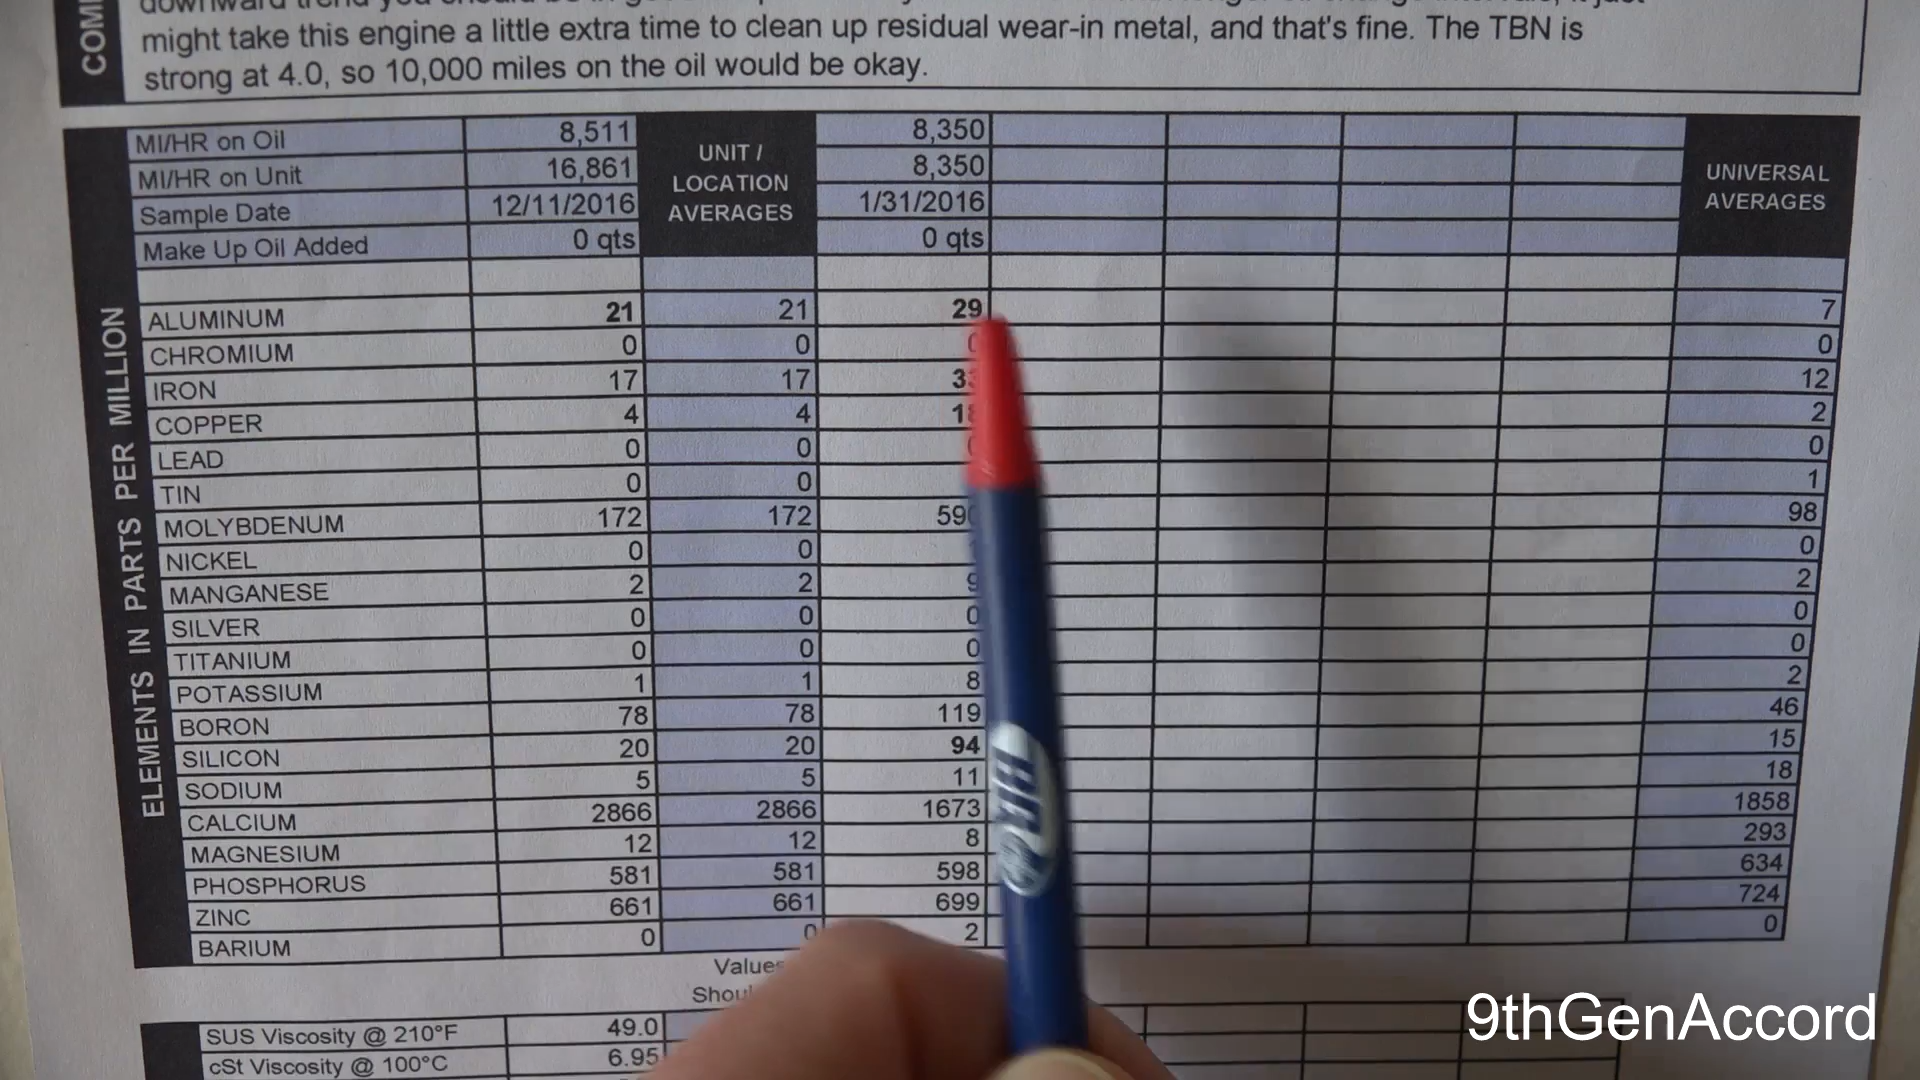 might take this engine a little extra time to clean up residual wear-in metal, and that's fine. The TBN is
strong at 4.0, so 10,000 miles on the oil would be okay.
MI/HR on Oil 8,511 8,350
MI/HR on Unit 16,861 8,350
Sample Date 12/11/2016 1/31/2016
Make Up Oil Added 0 qts 0 qts
UNIT /
LOCATION
AVERAGES
UNIVERSAL
AVERAGES
ELEMENTS IN PARTS PER MILLION
ALUMINUM 21 21 29 7
CHROMIUM 0 0 0
IRON 17 17 12
COPPER 4 4 2
LEAD 0 0 0
TIN 0 0 1
MOLYBDENUM 172 172 98
NICKEL 0 0 0
MANGANESE 2 2 9 2
SILVER 0 0 0 0
TITANIUM 0 0 0 0
POTASSIUM 1 1 8 2
BORON 78 78 119 46
SILICON 20 20 94 15
SODIUM 5 5 11 18
CALCIUM 2866 2866 1673 1858
MAGNESIUM 12 12 8 293
PHOSPHORUS 581 581 598 634
ZINC 661 661 699 724
BARIUM 0 0 2 0
SUS Viscosity @ 210°F 49.0
cSt Viscosity @ 100°C 6.95
9thGenAccord